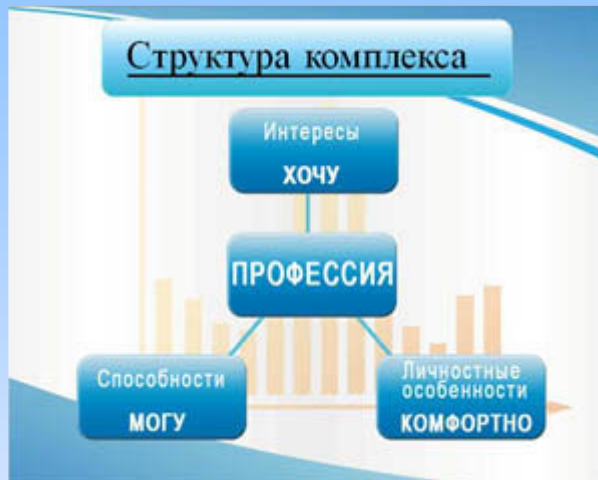 Структура комплекса
Интересы
ХОЧУ
ПРОФЕССИЯ
Способности
МОГУ
Личностные
особенности
КОМФОРТНО